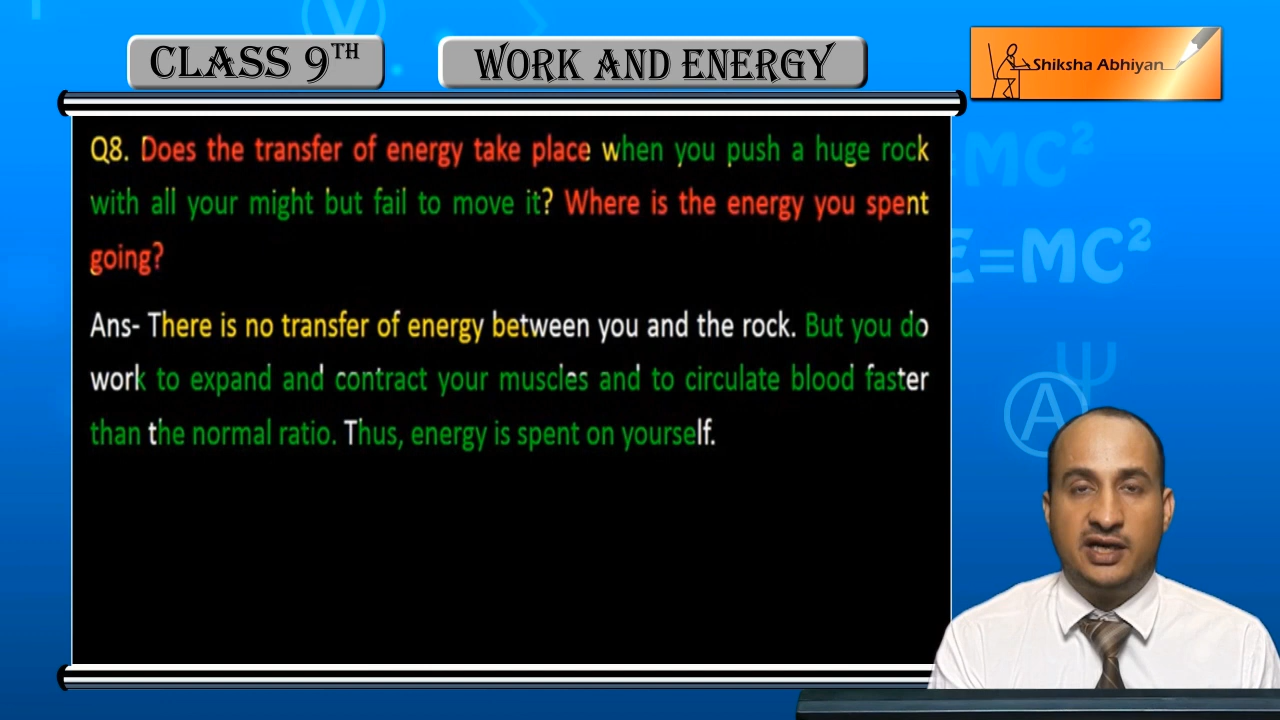 CLASS 9TH
WORK AND ENERGY
Shiksha Abhiyan
Q8. Does the transfer of energy take place when you push a huge rock
with all your might but fail to move it? Where is the energy you spent
going?
Ans- There is no transfer of energy between you and the rock. But you do
work to expand and contract your muscles and to circulate blood faster
than the normal ratio. Thus, energy is spent on yourself.
=MC²
E=MC²
Ψ
A
V